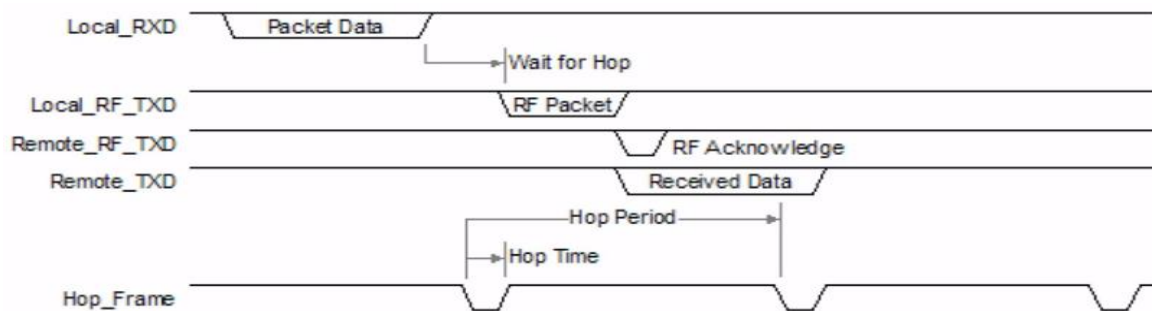 Local_RXD Packet Data
Wait for Hop
Local_RF_TXD RF Packet
Remote_RF_TXD RF Acknowledge
Remote_TXD Received Data
Hop Period
Hop Time
Hop_Frame